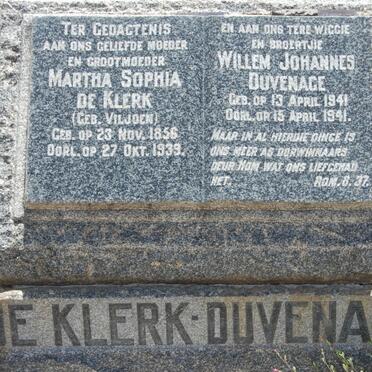 TER GEDACTENIS
AAN ONS GELIEFDE MOEDER
EN GROOTMOEDER
MARTHA SOPHIA
DE KLERK
(GEB. VILJOEN)
GEB. OP 23 NOV. 1856
OORL. OP 27 OKT. 1939.
EN AAN ONS TERE WIGGIE
EN BROERTJIE
WILLEM JOHANNES
DUVENAGE
GEB. OP 13 APRIL 1941
OORL. OP 15 APRIL 1941.
MAAR IN AL HIERDIE DINGE IS
ONS MEER AS OORWINNAARS
DEUR HOM WAT ONS LIEFGEHAD
HET. ROM. 8. 37.
DE KLERK-DUVENA